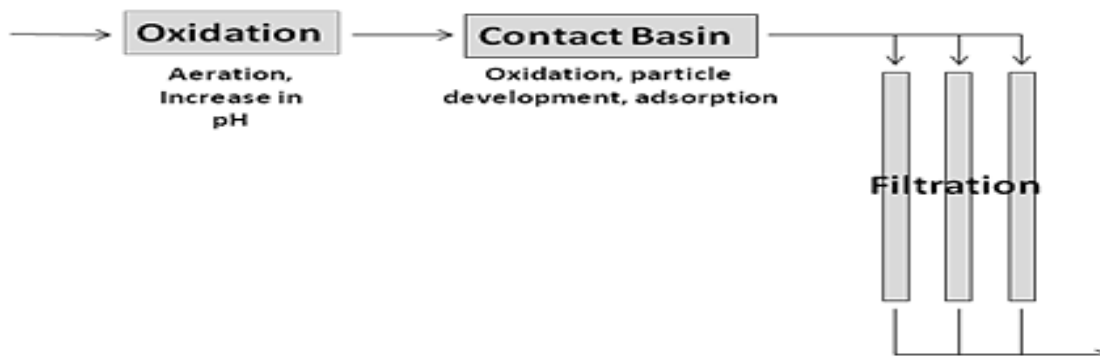 Oxidation
Aeration,
Increase in
pH
Contact Basin
Oxidation, particle
development, adsorption
Filtration